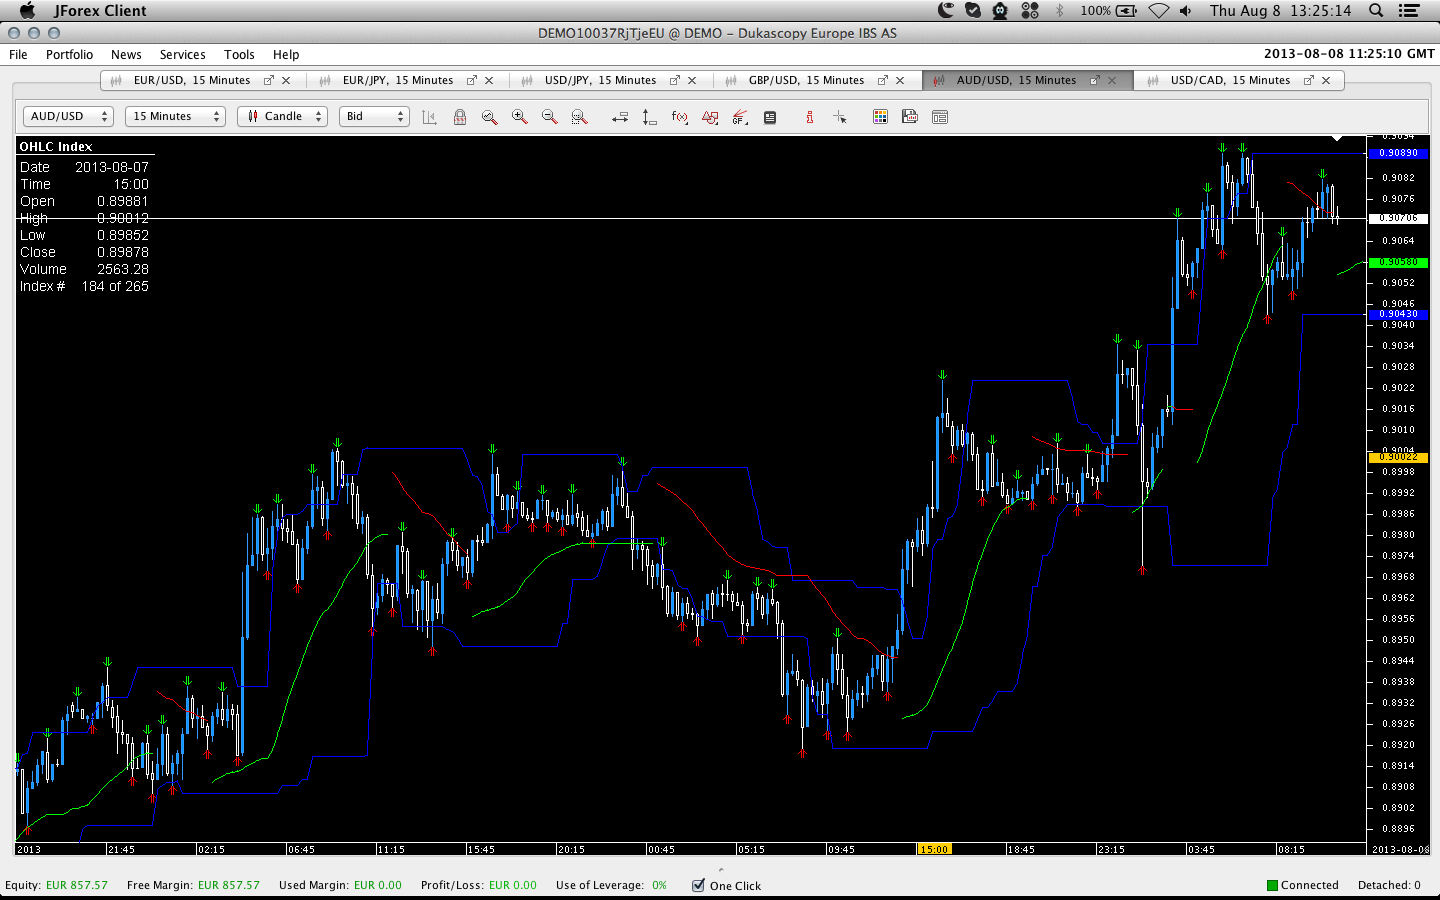 JForex Client
100%
Thu Aug 8 13:25:14
DEMO10037RjTjeEU @ DEMO - Dukascopy Europe IBS AS
File Portfolio News Services Tools Help
2013-08-08 11:25:10 GMT
EUR/USD, 15 Minutes
EUR/JPY, 15 Minutes
USD/JPY, 15 Minutes
GBP/USD, 15 Minutes
AUD/USD, 15 Minutes
USD/CAD, 15 Minutes
AUD/USD
15 Minutes
Candle
Bid
f(x)
GF
i
OHLC Index
Date 2013-08-07
Time 15:00
Open 0.89881
High 0.90012
Low 0.89852
Close 0.89878
Volume 2563.28
Index # 184 of 265
0.90890
0.9082
0.9076
0.90706
0.9064
0.90580
0.9052
0.9046
0.90430
0.9040
0.9034
0.9028
0.9022
0.9016
0.9010
0.9004
0.90022
0.8998
0.8992
0.8986
0.8980
0.8974
0.8968
0.8962
0.8956
0.8950
0.8944
0.8938
0.8932
0.8926
0.8920
0.8914
0.8908
0.8902
0.8896
2013 21:45 02:15 06:45 11:15 15:45 20:15 00:45 05:15 09:45 15:00 18:45 23:15 03:45 08:15 2013-08-08
Equity: EUR 857.57 Free Margin: EUR 857.57 Used Margin: EUR 0.00 Profit/Loss: EUR 0.00 Use of Leverage: 0% One Click Connected Detached: 0